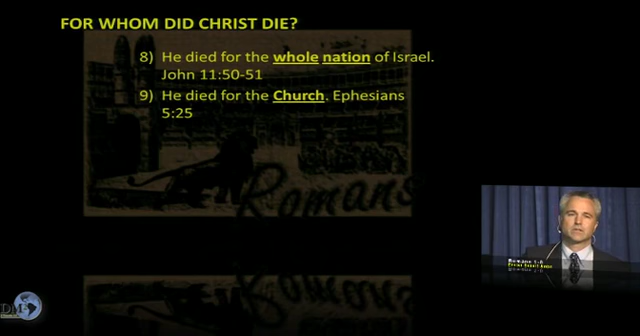 FOR WHOM DID CHRIST DIE?
8) He died for the whole nation of Israel.
John 11:50-51
9) He died for the Church. Ephesians
5:25
Romans
DM